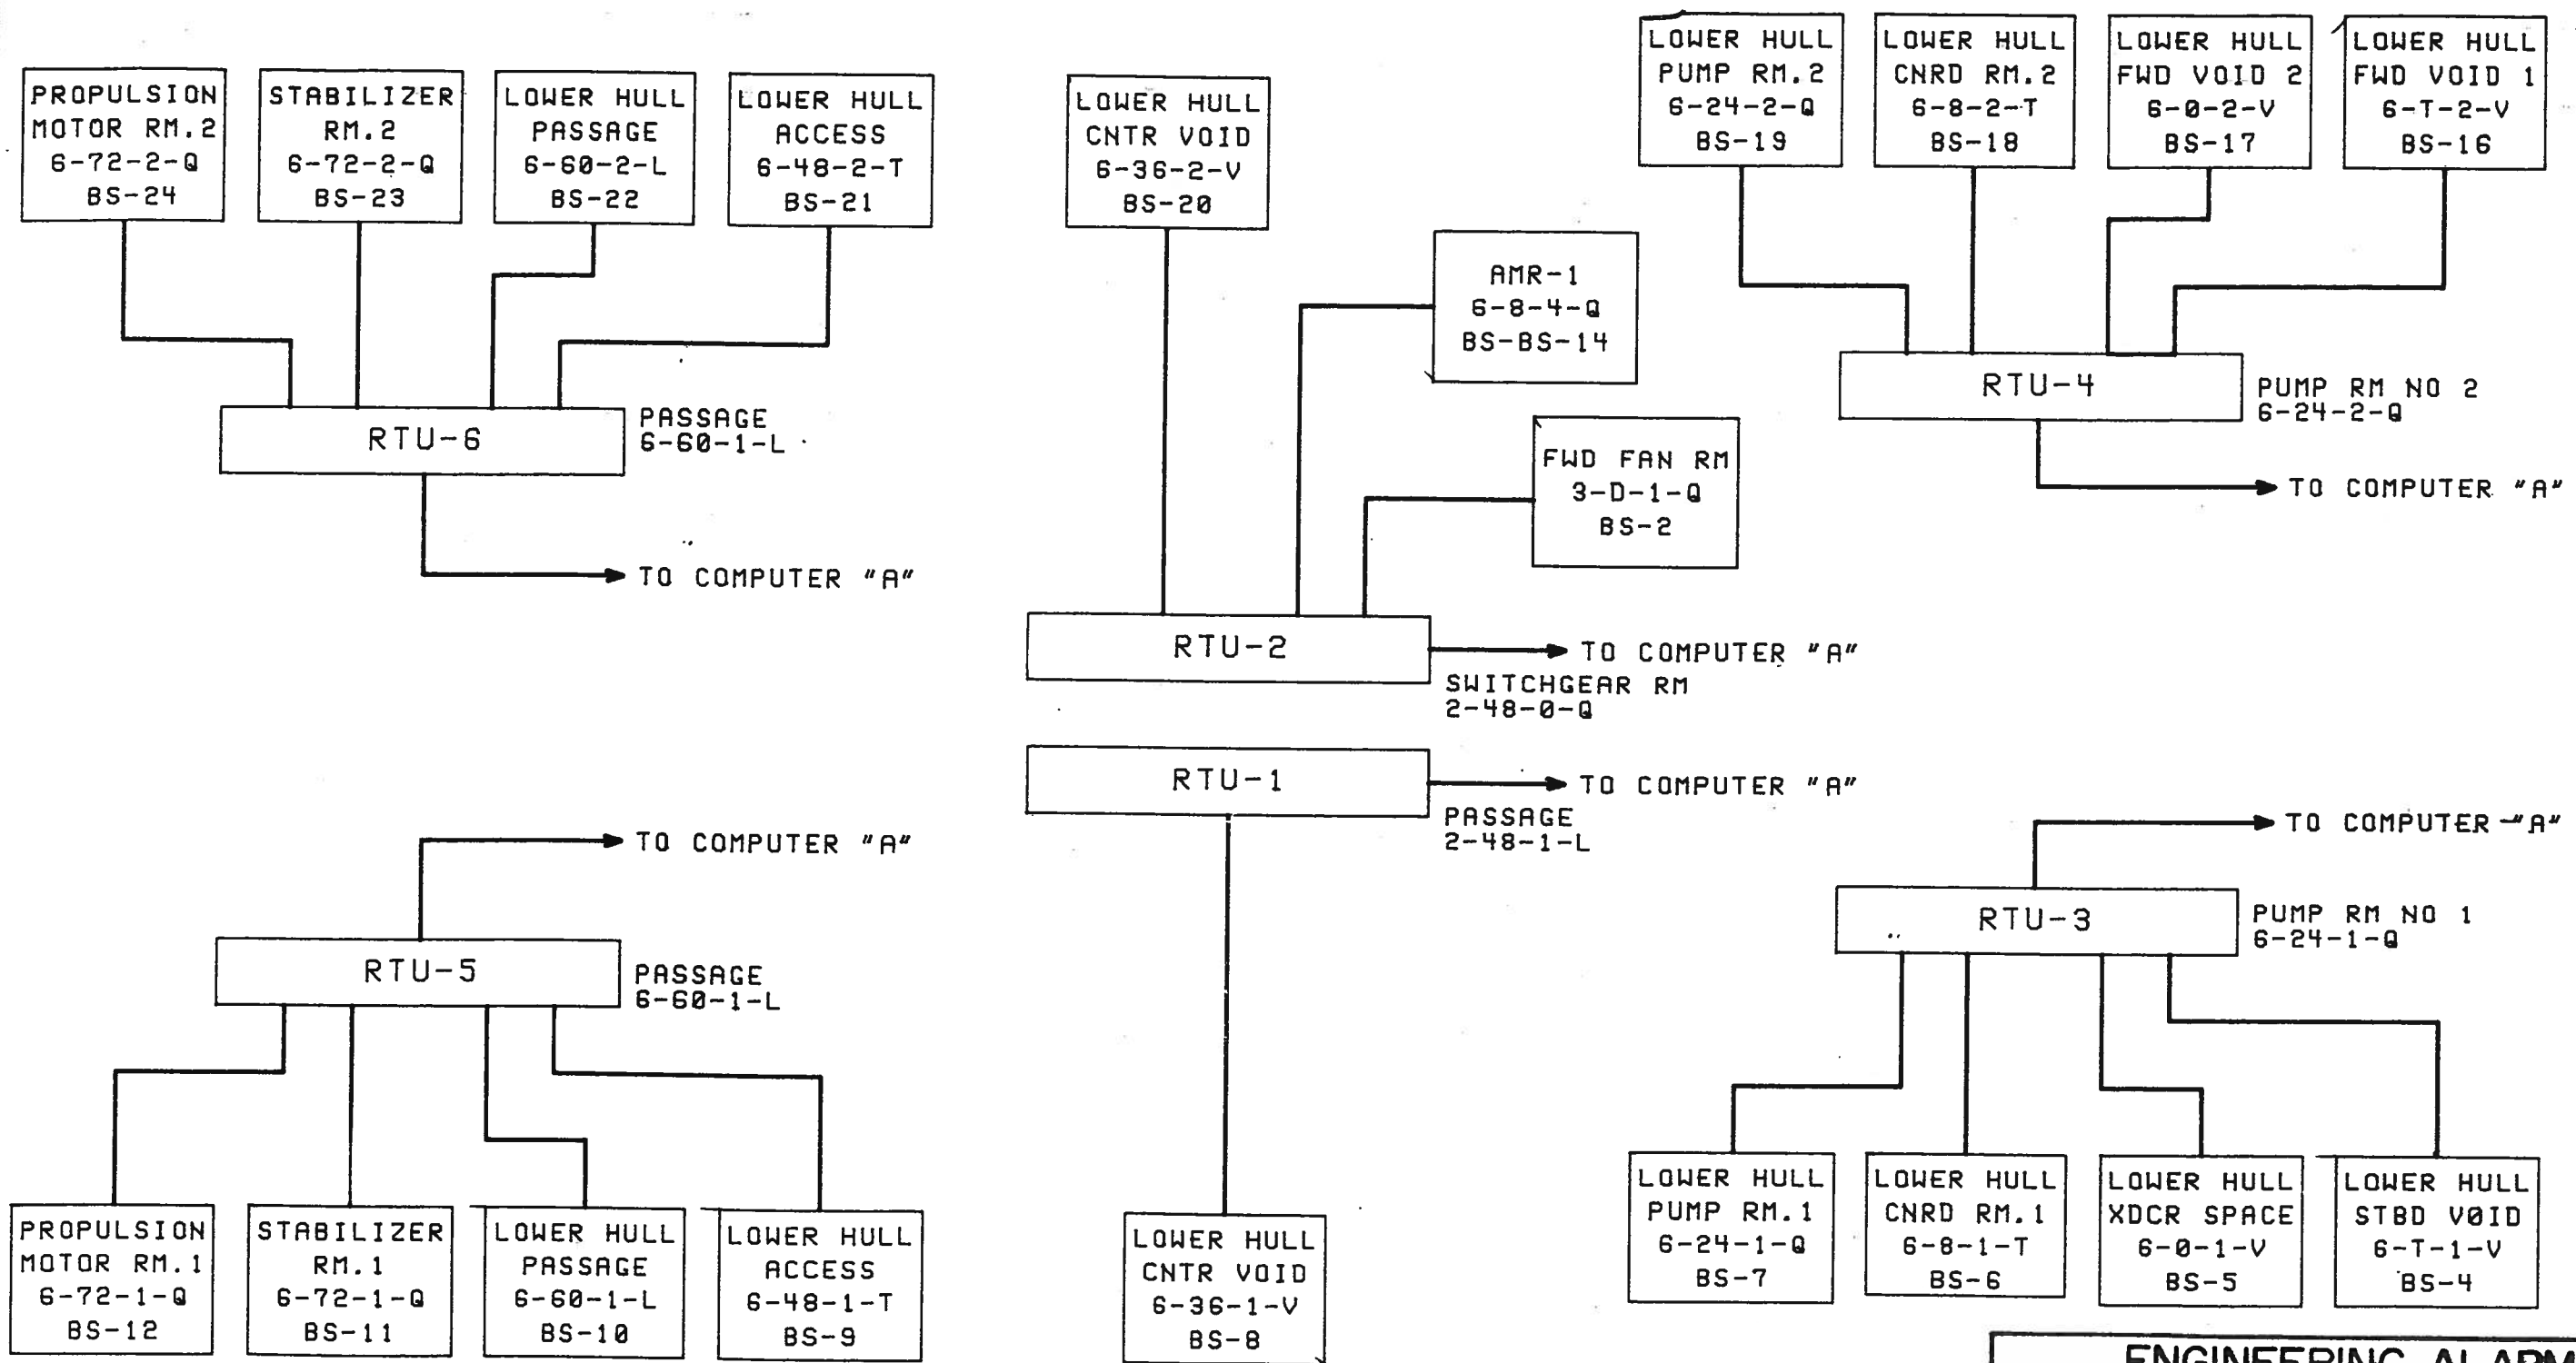 PROPULSION
MOTOR RM.2
6-72-2-Q
BS-24
STABILIZER
RM.2
6-72-2-Q
BS-23
LOWER HULL
PASSAGE
6-60-2-L
BS-22
LOWER HULL
ACCESS
6-48-2-T
BS-21
RTU-6
PASSAGE
6-60-1-L
TO COMPUTER "A"
LOWER HULL
CNTR VOID
6-36-2-V
BS-20
AMR-1
6-8-4-Q
BS-BS-14
FWD FAN RM
3-D-1-Q
BS-2
RTU-2
TO COMPUTER "A"
SWITCHGEAR RM
2-48-0-Q
LOWER HULL
PUMP RM.2
6-24-2-Q
BS-19
LOWER HULL
CNRD RM.2
6-8-2-T
BS-18
LOWER HULL
FWD VOID 2
6-0-2-V
BS-17
LOWER HULL
FWD VOID 1
6-T-2-V
BS-16
RTU-4
PUMP RM NO 2
6-24-2-Q
TO COMPUTER "A"
RTU-1
TO COMPUTER "A"
PASSAGE
2-48-1-L
LOWER HULL
CNTR VOID
6-36-1-V
BS-8
TO COMPUTER "A"
RTU-5
PASSAGE
6-60-1-L
PROPULSION
MOTOR RM.1
6-72-1-Q
BS-12
STABILIZER
RM.1
6-72-1-Q
BS-11
LOWER HULL
PASSAGE
6-60-1-L
BS-10
LOWER HULL
ACCESS
6-48-1-T
BS-9
TO COMPUTER "A"
RTU-3
PUMP RM NO 1
6-24-1-Q
LOWER HULL
PUMP RM.1
6-24-1-Q
BS-7
LOWER HULL
CNRD RM.1
6-8-1-T
BS-6
LOWER HULL
XDCR SPACE
6-0-1-V
BS-5
LOWER HULL
STBD VOID
6-T-1-V
BS-4
ENGINEERING ALARM